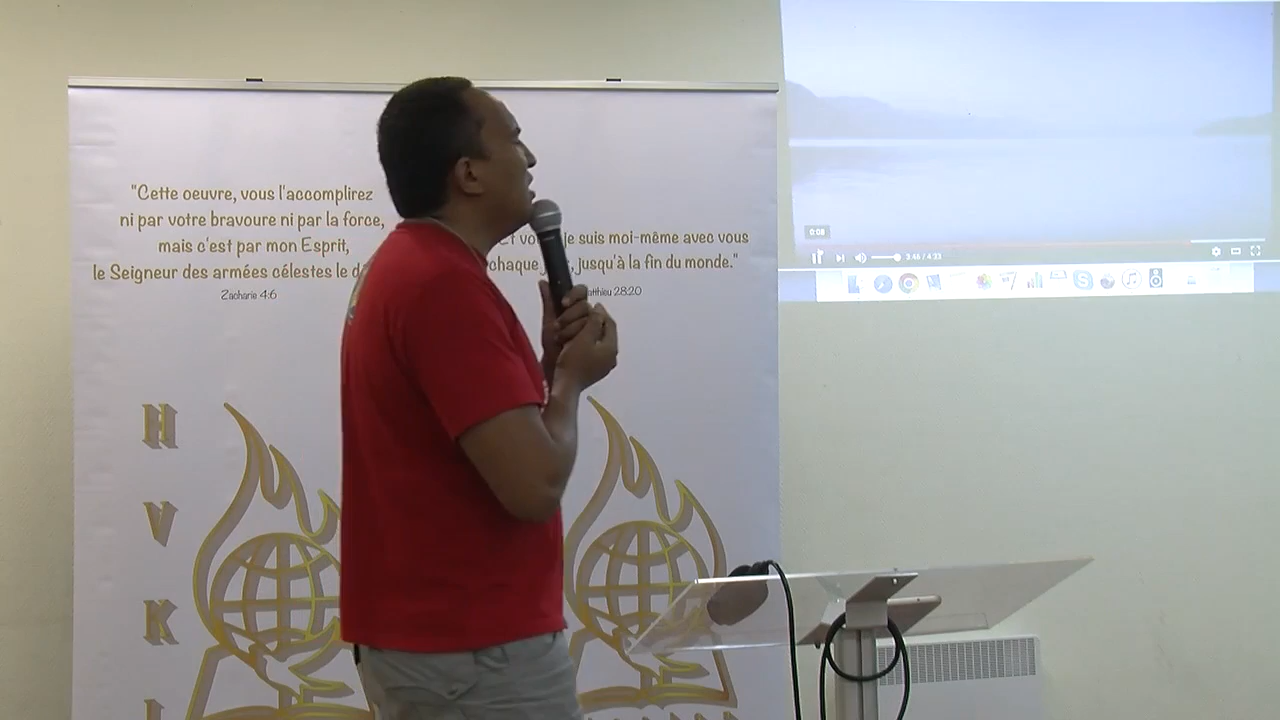 "Cette oeuvre, vous l'accomplirez
ni par votre bravoure ni par la force,
mais c'est par mon Esprit,
le Seigneur des armées célestes le
Zacharie 4:6
je suis moi-même avec vous
chaque jusqu'à la fin du monde."
28:20
H
V
K
0:08
3:46 / 4:33